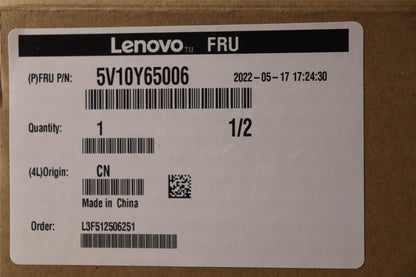 Lenovo™ FRU
(P)FRU P/N: 5V10Y65006 2022-05-17 17:24:30
Quantity: 1 1/2
(4L)Origin: CN
Made in China
Order: L3F512506251